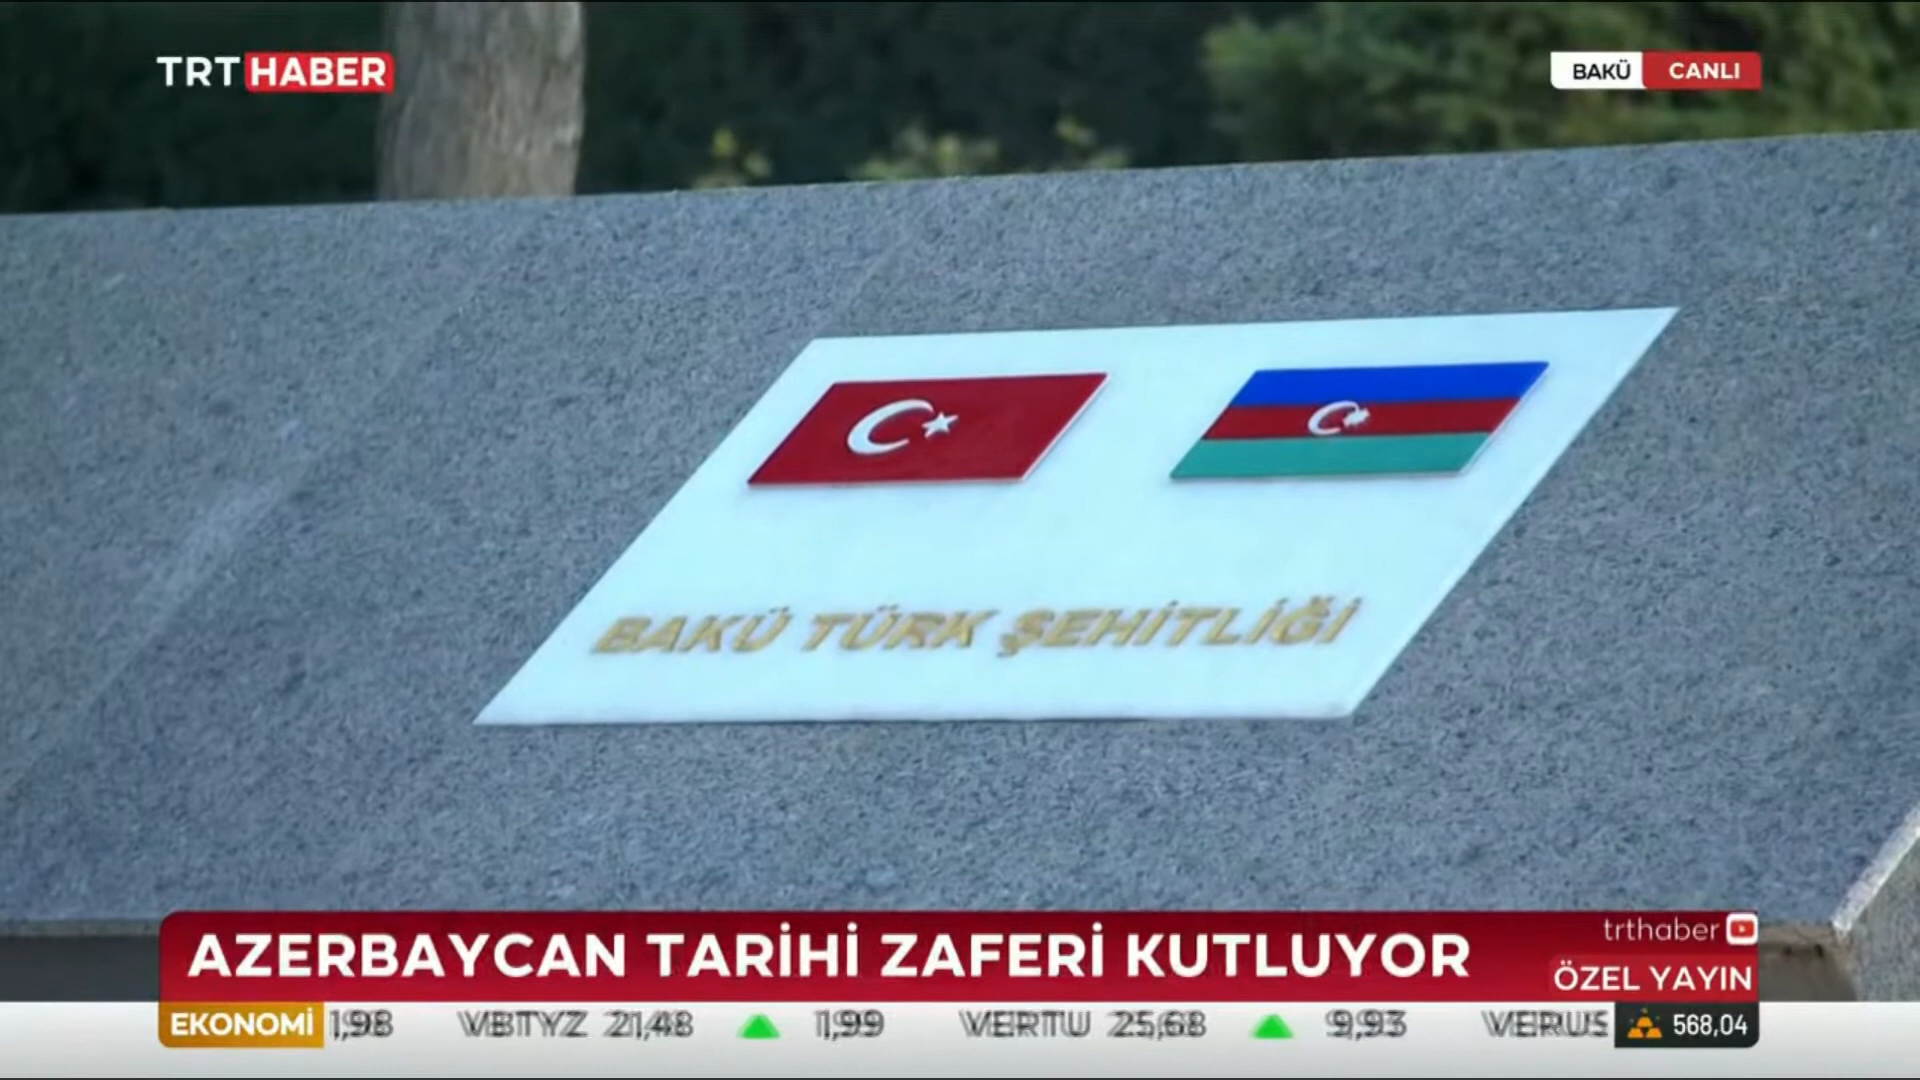 TRT HABER
BAKÜ CANLI
BAKÜ TÜRK ŞEHİTLİĞİ
AZERBAYCAN TARİHİ ZAFERİ KUTLUYOR
trthaber
ÖZEL YAYIN
EKONOMİ 1,98 VBTYZ 21,48 1,99 VERTU 25,68 9,93 VERUS 568,04